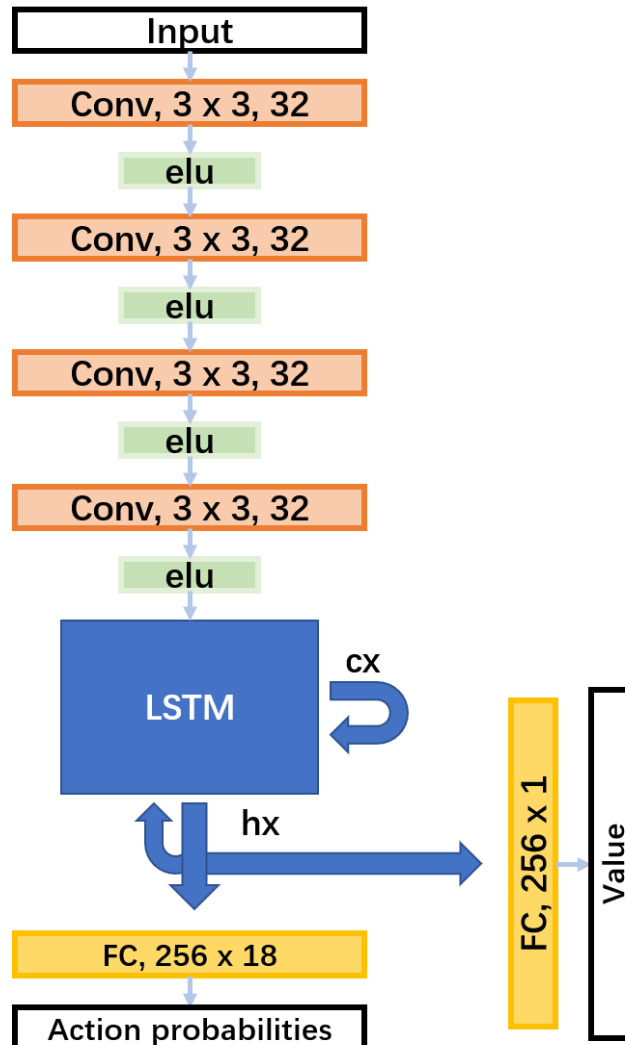 Input
Conv, 3 x 3, 32
elu
Conv, 3 x 3, 32
elu
Conv, 3 x 3, 32
elu
Conv, 3 x 3, 32
elu
LSTM
cx
hx
FC, 256 x 1
Value
FC, 256 x 18
Action probabilities